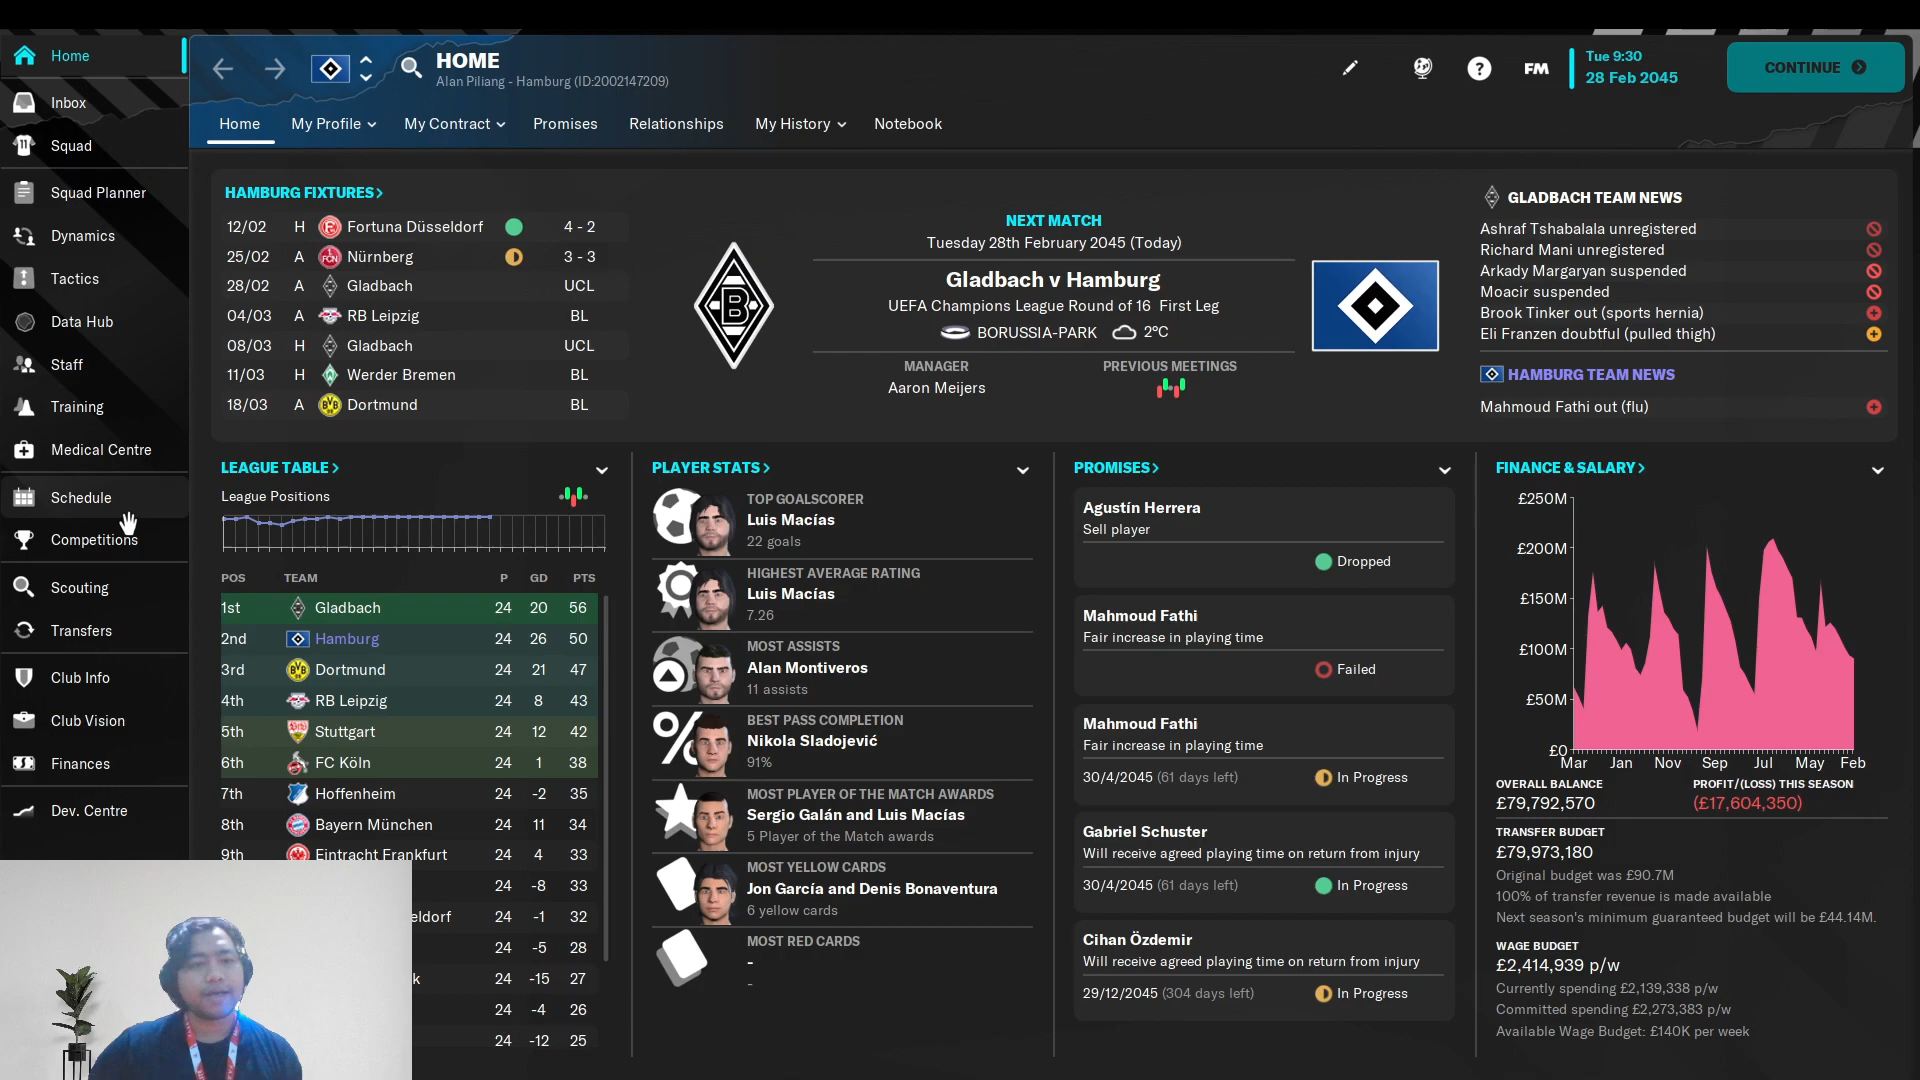 Home
Inbox
Squad
Squad Planner
Dynamics
Tactics
Data Hub
Staff
Training
Medical Centre
Schedule
Competitions
Scouting
Transfers
Club Info
Club Vision
Finances
Dev. Centre
HOME
Alan Piliang - Hamburg (ID:2002147209)
FM
Tue 9:30
28 Feb 2045
CONTINUE
Home My Profile My Contract Promises Relationships My History Notebook
HAMBURG FIXTURES
12/02 H Fortuna Düsseldorf 4 - 2
25/02 A Nürnberg 3 - 3
28/02 A Gladbach UCL
04/03 A RB Leipzig BL
08/03 H Gladbach UCL
11/03 H Werder Bremen BL
18/03 A Dortmund BL
NEXT MATCH
Tuesday 28th February 2045 (Today)
Gladbach v Hamburg
UEFA Champions League Round of 16 First Leg
BORUSSIA-PARK 2°C
MANAGER
Aaron Meijers
PREVIOUS MEETINGS
GLADBACH TEAM NEWS
Ashraf Tshabalala unregistered
Richard Mani unregistered
Arkady Margaryan suspended
Moacir suspended
Brook Tinker out (sports hernia)
Eli Franzen doubtful (pulled thigh)
HAMBURG TEAM NEWS
Mahmoud Fathi out (flu)
LEAGUE TABLE
League Positions
POS TEAM P GD PTS
1st Gladbach 24 20 56
2nd Hamburg 24 26 50
3rd Dortmund 24 21 47
4th RB Leipzig 24 8 43
5th Stuttgart 24 12 42
6th FC Köln 24 1 38
7th Hoffenheim 24 -2 35
8th Bayern München 24 11 34
9th Eintracht Frankfurt 24 4 33
24 -8 33
eldorf 24 -1 32
24 -5 28
k 24 -15 27
24 -4 26
24 -12 25
PLAYER STATS
TOP GOALSCORER
Luis Macías
22 goals
HIGHEST AVERAGE RATING
Luis Macías
7.26
MOST ASSISTS
Alan Montiveros
11 assists
BEST PASS COMPLETION
Nikola Sladojević
91%
MOST PLAYER OF THE MATCH AWARDS
Sergio Galán and Luis Macías
5 Player of the Match awards
MOST YELLOW CARDS
Jon García and Denis Bonaventura
6 yellow cards
MOST RED CARDS
-
-
PROMISES
Agustín Herrera
Sell player
Dropped
Mahmoud Fathi
Fair increase in playing time
Failed
Mahmoud Fathi
Fair increase in playing time
30/4/2045 (61 days left) In Progress
Gabriel Schuster
Will receive agreed playing time on return from injury
30/4/2045 (61 days left) In Progress
Cihan Özdemir
Will receive agreed playing time on return from injury
29/12/2045 (304 days left) In Progress
FINANCE & SALARY
£250M
£200M
£150M
£100M
£50M
£0
Mar Jan Nov Sep Jul May Feb
OVERALL BALANCE
£79,792,570
PROFIT/(LOSS) THIS SEASON
(£17,604,350)
TRANSFER BUDGET
£79,973,180
Original budget was £90.7M
100% of transfer revenue is made available
Next season's minimum guaranteed budget will be £44.14M.
WAGE BUDGET
£2,414,939 p/w
Currently spending £2,139,338 p/w
Committed spending £2,273,383 p/w
Available Wage Budget: £140K per week